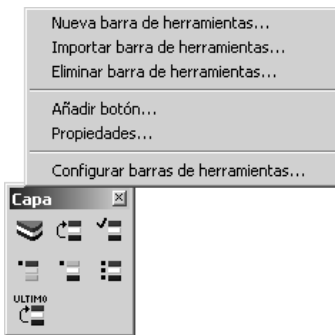 Nueva barra de herramientas...
Importar barra de herramientas...
Eliminar barra de herramientas...
Añadir botón...
Propiedades...
Configurar barras de herramientas...
Capa
ULTIMO